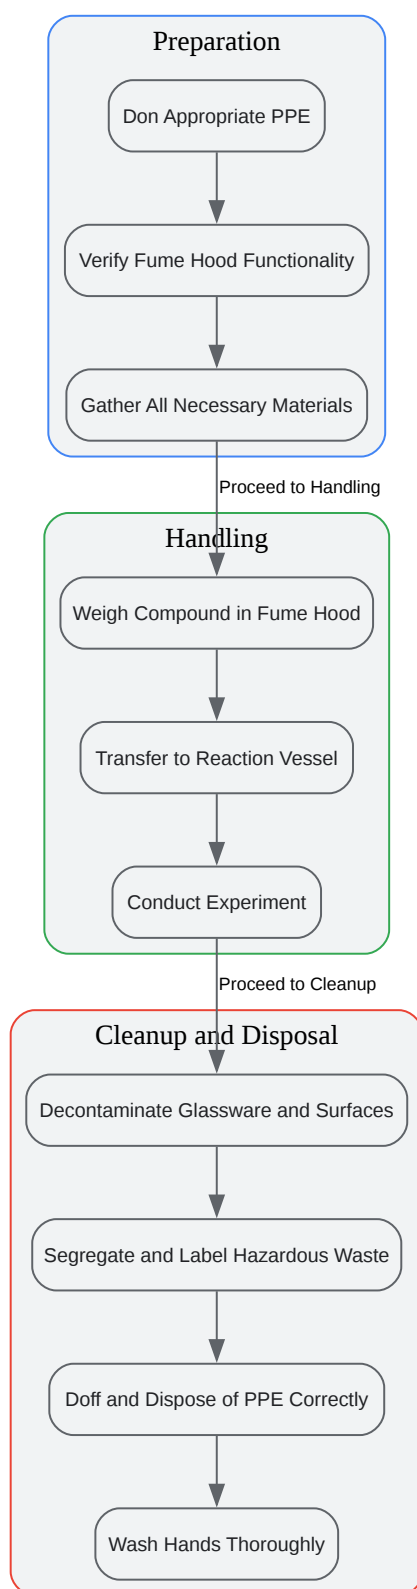 Preparation
Don Appropriate PPE
Verify Fume Hood Functionality
Gather All Necessary Materials
Proceed to Handling
Handling
Weigh Compound in Fume Hood
Transfer to Reaction Vessel
Conduct Experiment
Proceed to Cleanup
Cleanup and Disposal
Decontaminate Glassware and Surfaces
Segregate and Label Hazardous Waste
Doff and Dispose of PPE Correctly
Wash Hands Thoroughly